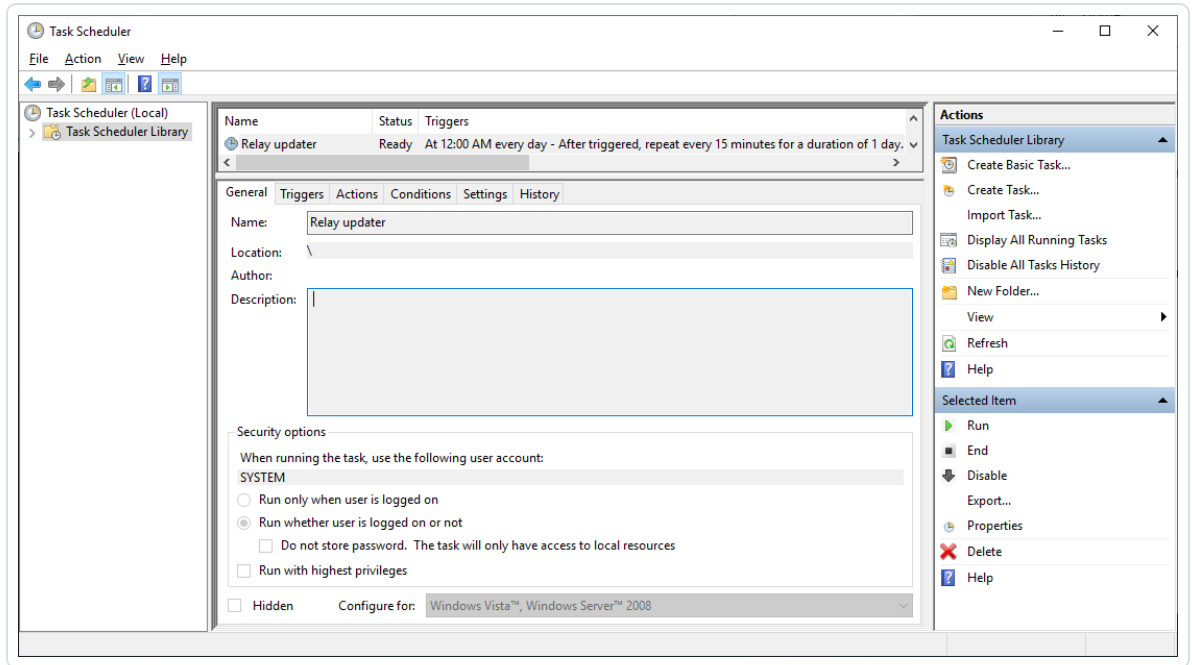 Task Scheduler
File Action View Help
Task Scheduler (Local)
Task Scheduler Library
Name Status Triggers
Relay updater Ready At 12:00 AM every day - After triggered, repeat every 15 minutes for a duration of 1 day.
General Triggers Actions Conditions Settings History
Name: Relay updater
Location: \
Author:
Description:
Security options
When running the task, use the following user account:
SYSTEM
Run only when user is logged on
Run whether user is logged on or not
Do not store password. The task will only have access to local resources
Run with highest privileges
Hidden Configure for: Windows Vista™, Windows Server™ 2008
Actions
Task Scheduler Library
Create Basic Task...
Create Task...
Import Task...
Display All Running Tasks
Disable All Tasks History
New Folder...
View
Refresh
Help
Selected Item
Run
End
Disable
Export...
Properties
Delete
Help